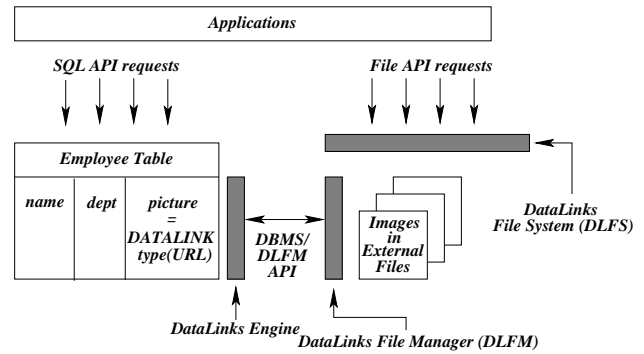 Applications
SQL API requests
File API requests
Employee Table
name
dept
picture
=
DATALINK
type(URL)
DBMS/
DLFM
API
Images
in
External
Files
DataLinks
File System (DLFS)
DataLinks Engine
DataLinks File Manager (DLFM)